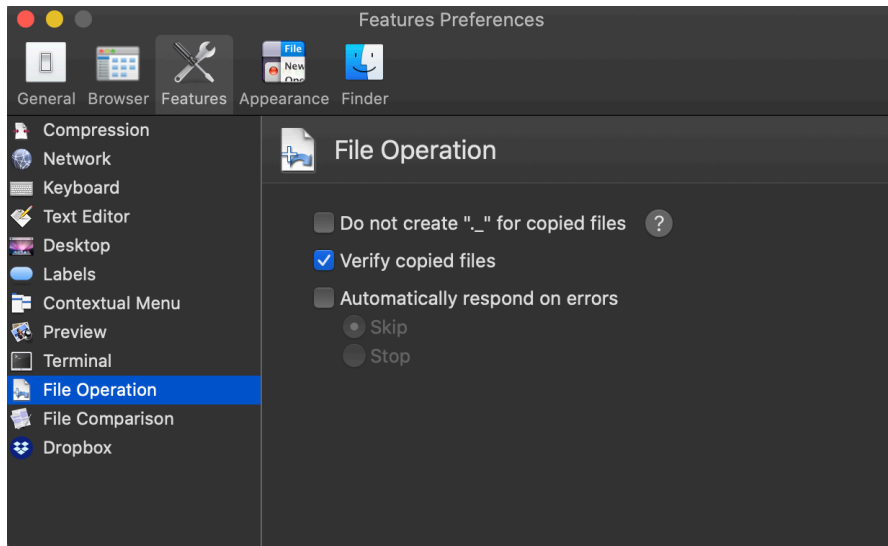 Features Preferences
File
New
General Browser Features Appearance Finder
Compression
Network
Keyboard
Text Editor
Desktop
Labels
Contextual Menu
Preview
Terminal
File Operation
File Comparison
Dropbox
File Operation
Do not create "._" for copied files ?
Verify copied files
Automatically respond on errors
Skip
Stop